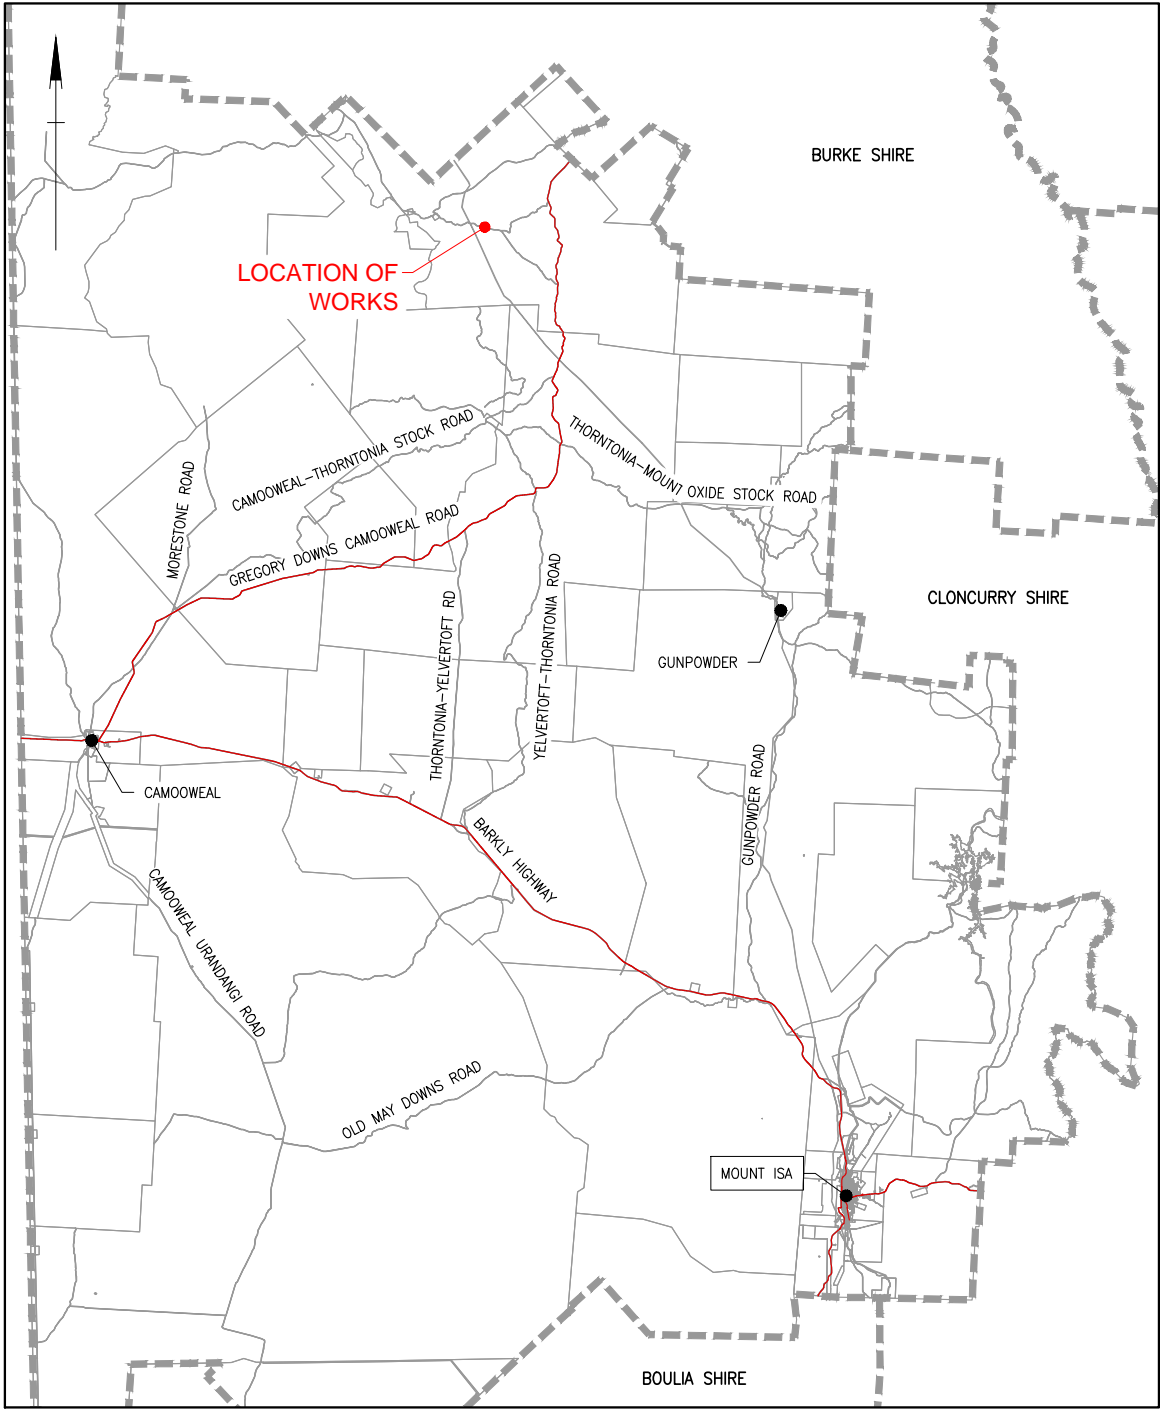 BURKE SHIRE
LOCATION OF
WORKS
CAMOOWEAL-THORNTONIA STOCK ROAD
THORNTONIA-MOUNT OXIDE STOCK ROAD
MORESTONE ROAD
GREGORY DOWNS CAMOOWEAL ROAD
THORNTONIA-YELVERTOFT RD
YELVERTOFT-THORNTONIA ROAD
CLONCURRY SHIRE
GUNPOWDER
CAMOOWEAL
GUNPOWDER ROAD
BARKLY HIGHWAY
CAMOOWEAL URANDANGI ROAD
OLD MAY DOWNS ROAD
MOUNT ISA
BOULIA SHIRE